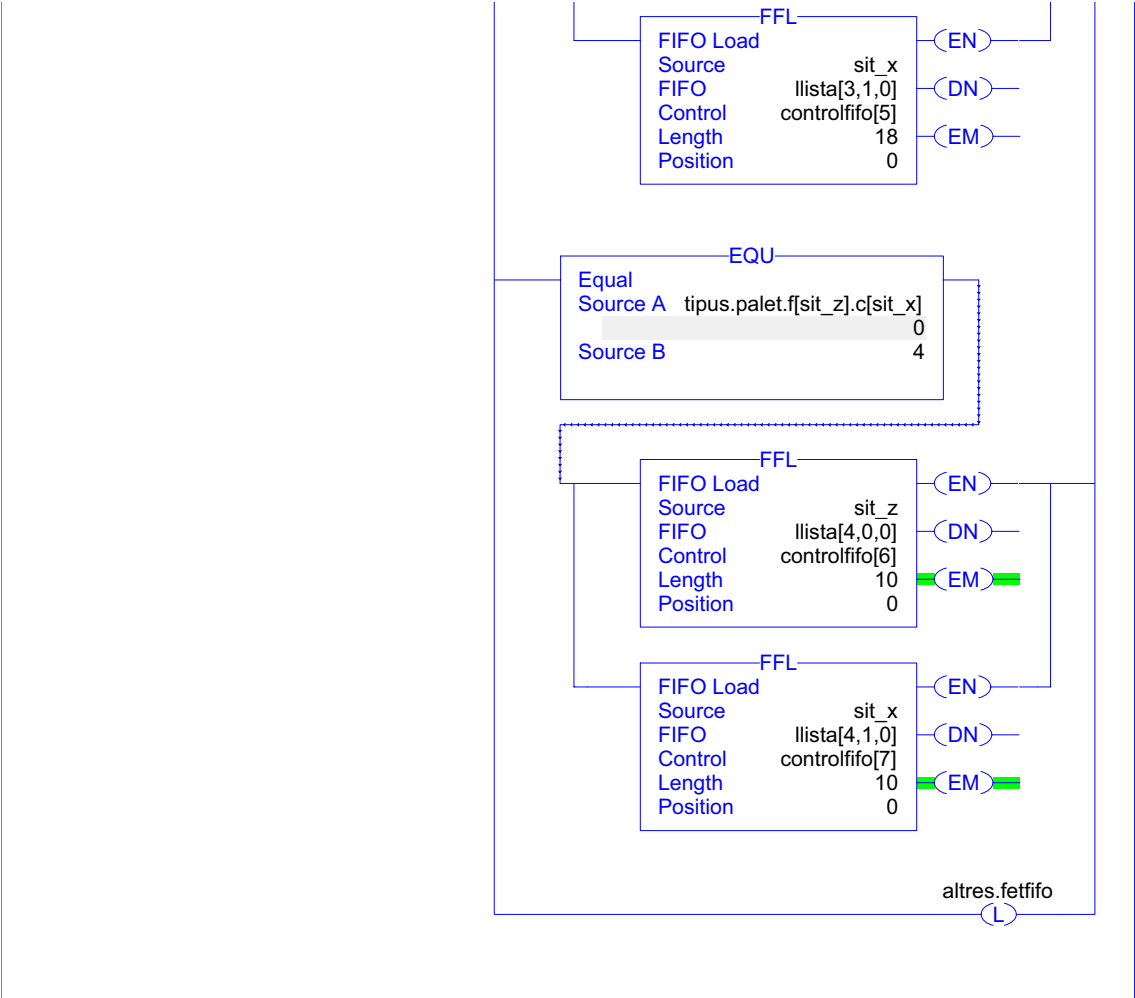 FFL
FIFO Load
Source sit_x
FIFO llista[3,1,0]
Control controlfifo[5]
Length 18
Position 0
EN
DN
EM
EQU
Equal
Source A tipus.palet.f[sit_z].c[sit_x]
0
Source B 4
FFL
FIFO Load
Source sit_z
FIFO llista[4,0,0]
Control controlfifo[6]
Length 10
Position 0
EN
DN
EM
FFL
FIFO Load
Source sit_x
FIFO llista[4,1,0]
Control controlfifo[7]
Length 10
Position 0
EN
DN
EM
altres.fetfifo
L